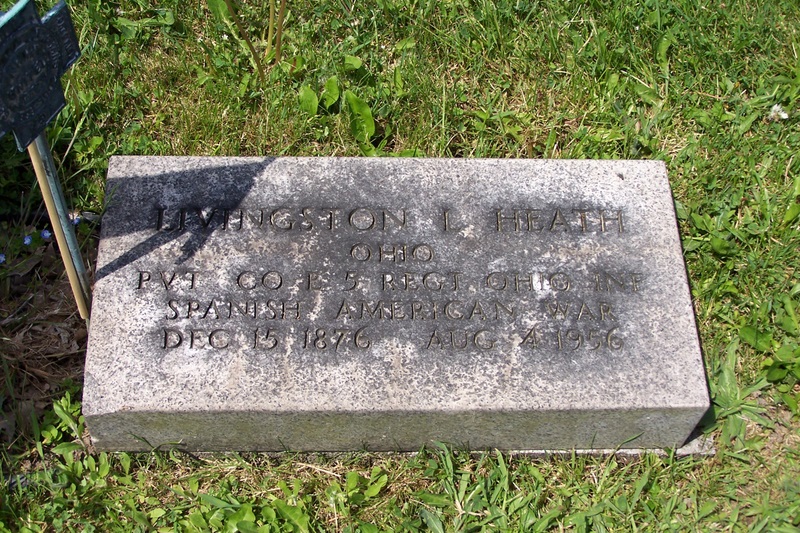 LIVINGSTON L HEATH
OHIO
PVT CO E 5 REGT OHIO INF
SPANISH AMERICAN WAR
DEC 15 1876 AUG 4 1956